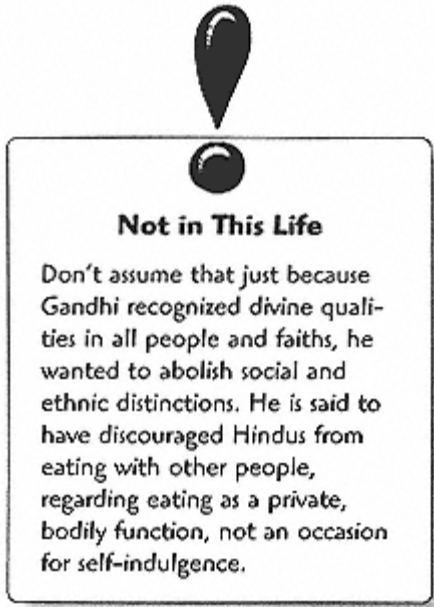 Not in This Life
Don't assume that just because
Gandhi recognized divine quali-
ties in all people and faiths, he
wanted to abolish social and
ethnic distinctions. He is said to
have discouraged Hindus from
eating with other people,
regarding eating as a private,
bodily function, not an occasion
for self-indulgence.